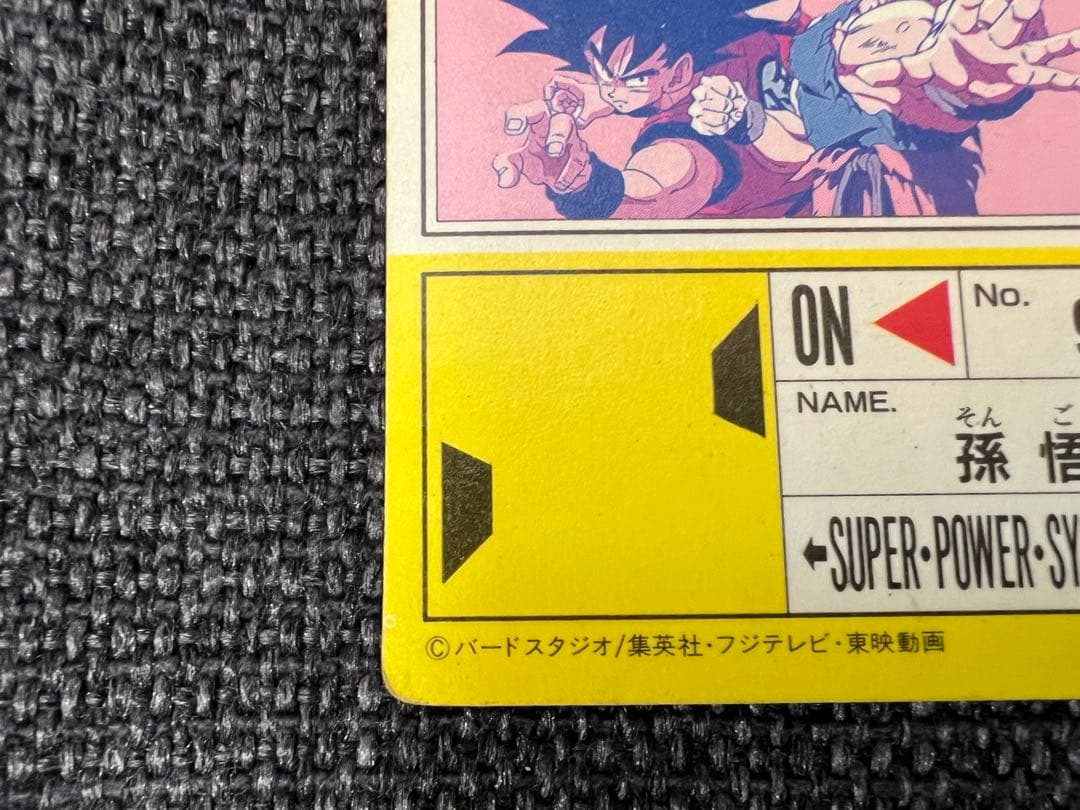 ON
No.
NAME.
そん ご
孫 悟
←SUPER・POWER・SY
Ⓒバードスタジオ/集英社・フジテレビ・東映動画